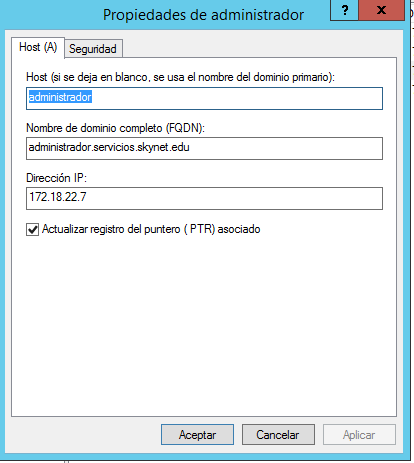 Propiedades de administrador
? x
Host (A) Seguridad
Host (si se deja en blanco, se usa el nombre del dominio primario):
administrador
Nombre de dominio completo (FQDN):
administrador.servicios.skynet.edu
Dirección IP:
172.18.22.7
Actualizar registro del puntero ( PTR) asociado
Aceptar Cancelar Aplicar